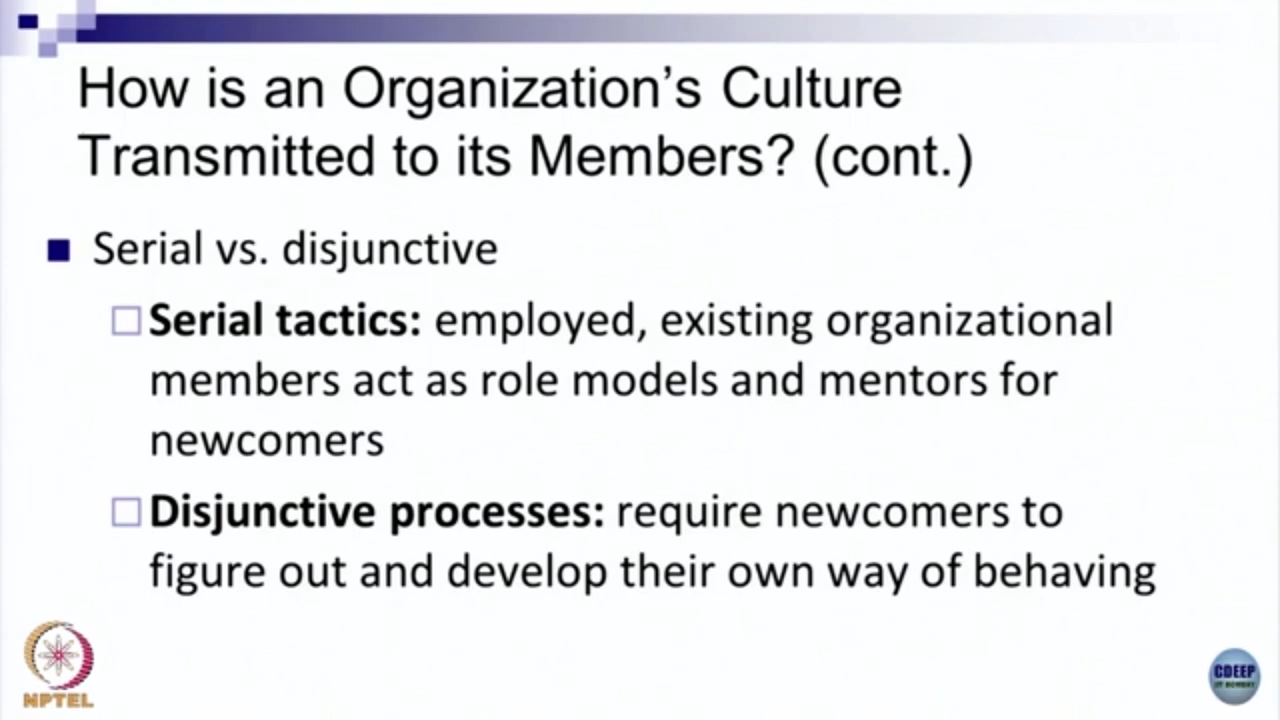 How is an Organization's Culture
Transmitted to its Members? (cont.)
Serial vs. disjunctive
Serial tactics: employed, existing organizational
members act as role models and mentors for
newcomers
Disjunctive processes: require newcomers to
figure out and develop their own way of behaving
NPTEL
CDEEP
IIT BOMBAY